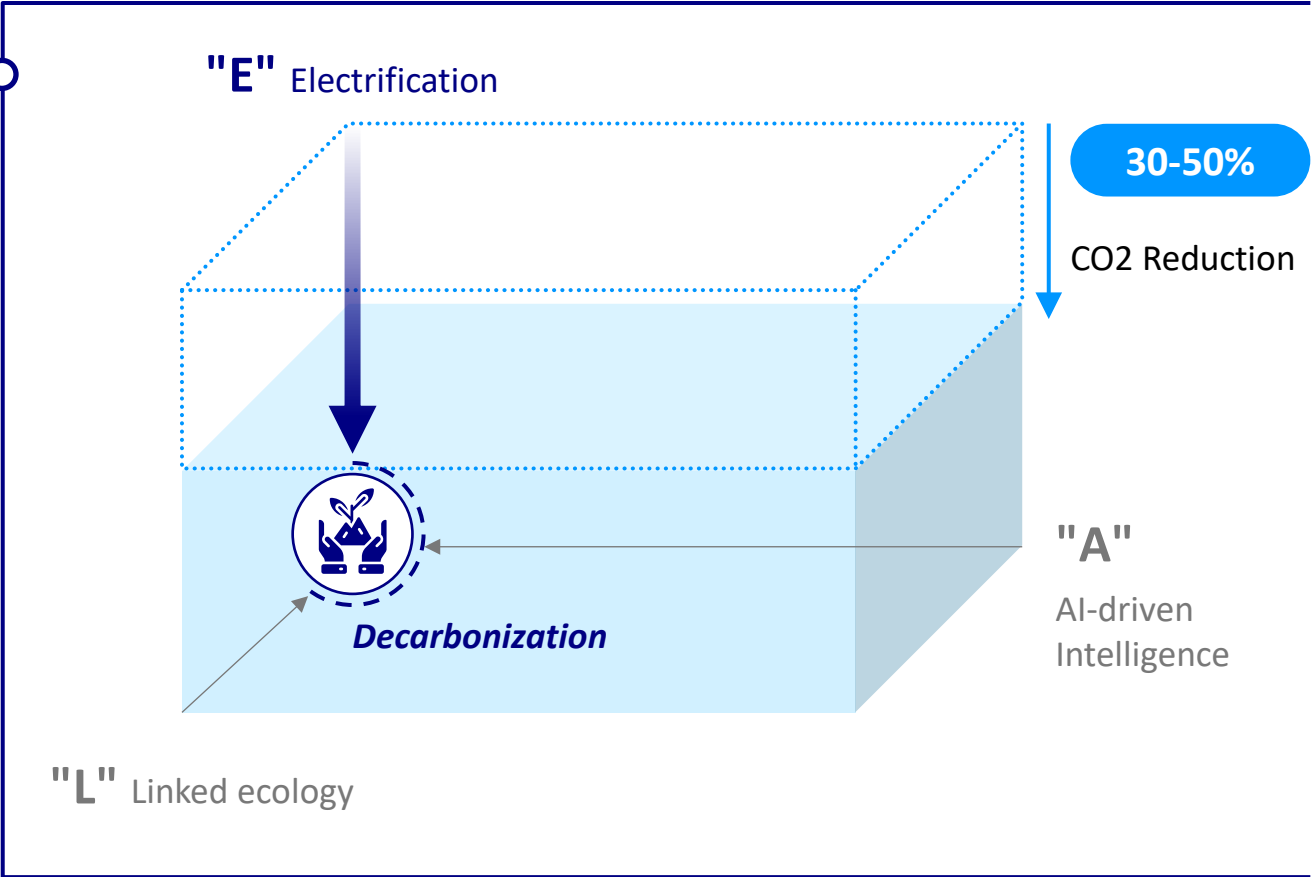 "E" Electrification
30-50%
CO2 Reduction
"A"
AI-driven
Intelligence
Decarbonization
"L" Linked ecology